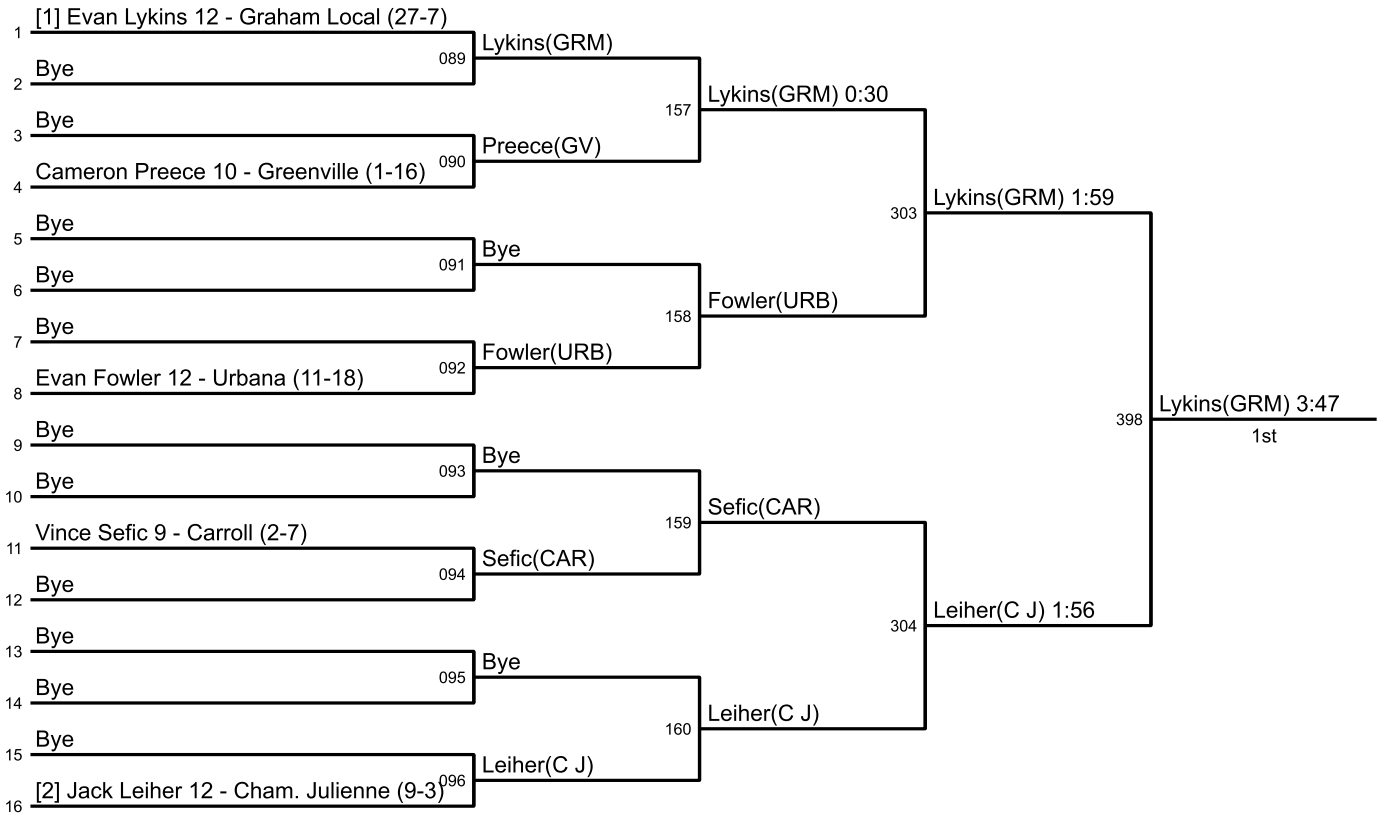 [1] Evan Lykins 12 - Graham Local (27-7)
1
Bye
2
089
Lykins(GRM)
Bye
3
Cameron Preece 10 - Greenville (1-16)
4
090
Preece(GV)
157
Lykins(GRM) 0:30
Bye
5
Bye
6
091
Bye
Bye
7
Evan Fowler 12 - Urbana (11-18)
8
092
Fowler(URB)
158
Fowler(URB)
303
Lykins(GRM) 1:59
Bye
9
Bye
10
093
Bye
Vince Sefic 9 - Carroll (2-7)
11
Bye
12
094
Sefic(CAR)
159
Sefic(CAR)
Bye
13
Bye
14
095
Bye
Bye
15
[2] Jack Leiher 12 - Cham. Julienne (9-3)
16
096
Leiher(C J)
160
Leiher(C J)
304
Leiher(C J) 1:56
398
Lykins(GRM) 3:47
1st